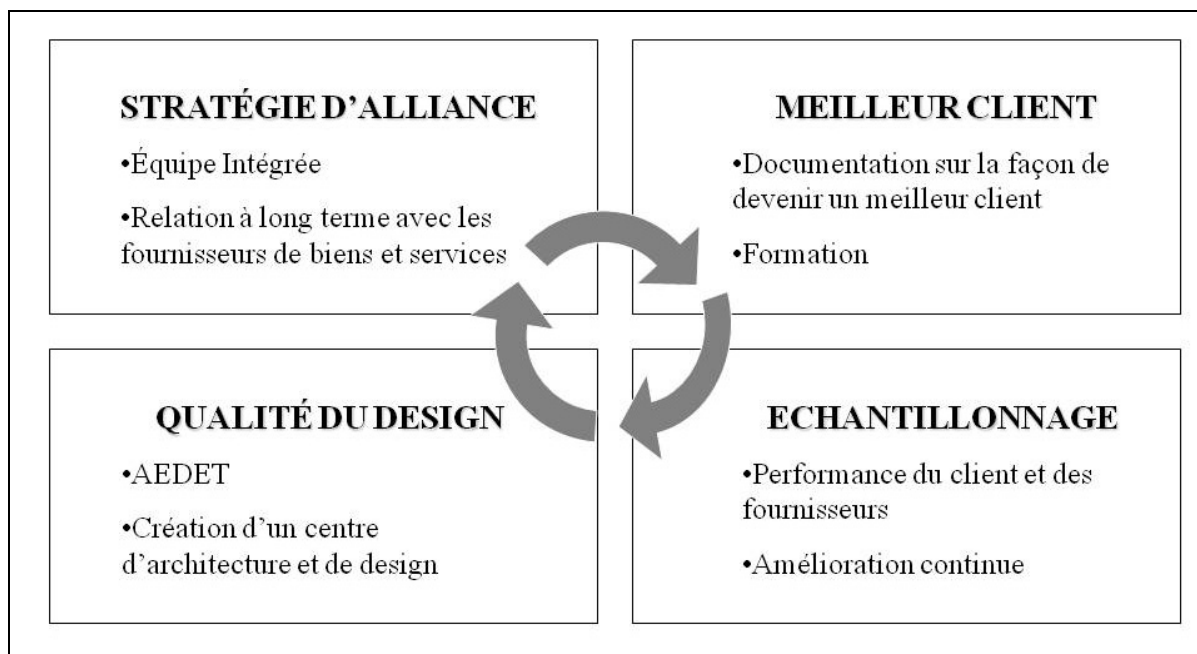 STRATÉGIE D’ALLIANCE
•Équipe Intégrée
•Relation à long terme avec les
fournisseurs de biens et services
MEILLEUR CLIENT
•Documentation sur la façon de
devenir un meilleur client
•Formation
QUALITÉ DU DESIGN
•AEDET
•Création d’un centre
d’architecture et de design
ECHANTILLONNAGE
•Performance du client et des
fournisseurs
•Amélioration continue